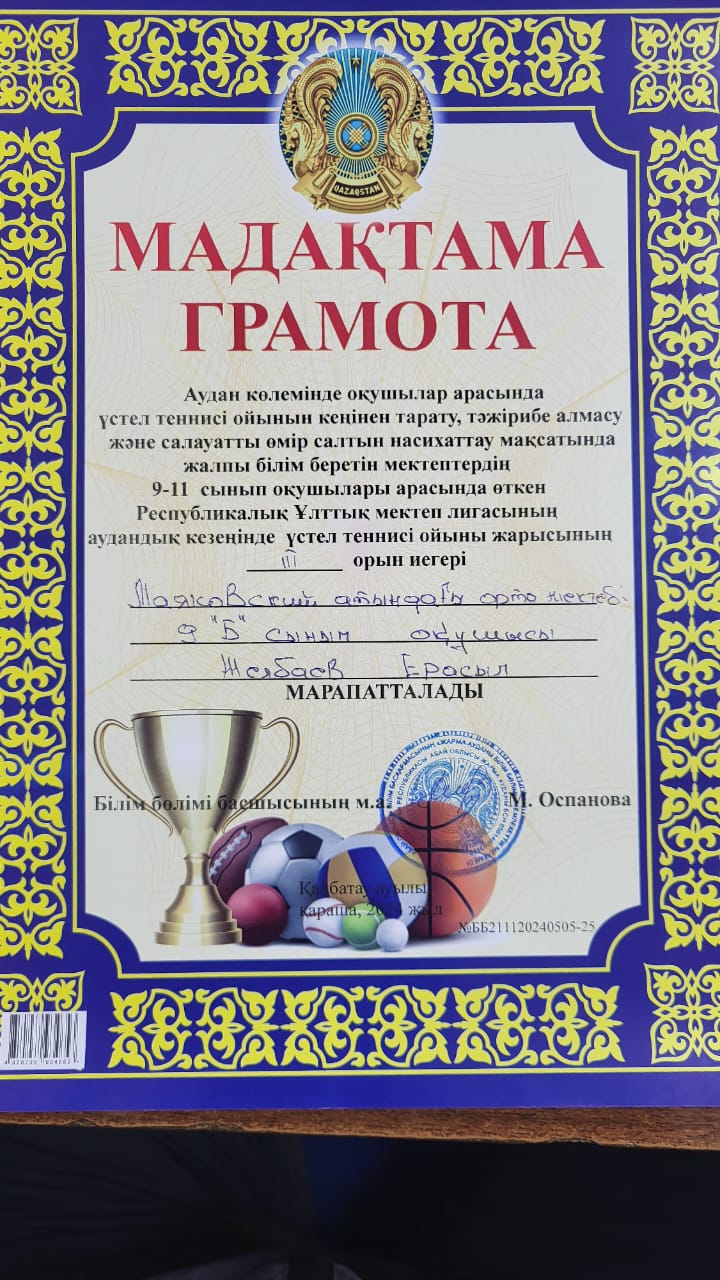 QAZAQSTAN
МАДАҚТАМА
ГРАМОТА
Аудан көлемінде оқушылар арасында
үстел теннисі ойынын кеңінен тарату, тәжірибе алмасу
және салауатты өмір салтын насихаттау мақсатында
жалпы білім беретін мектептердің
9-11 сынып оқушылары арасында өткен
Республикалық Ұлттық мектеп лигасының
аудандық кезеңінде үстел теннисі ойыны жарысының
III орын иегері
Маяковский атындағы орта мектебі
9 "Б" сынып оқушысы
Ерасыл
МАРАПАТТАЛАДЫ
Білім бөлімі басшысының м.а. М. Оспанова
Қалбатау ауылы
қараша, 2024 жыл
№ББ211120240505-25